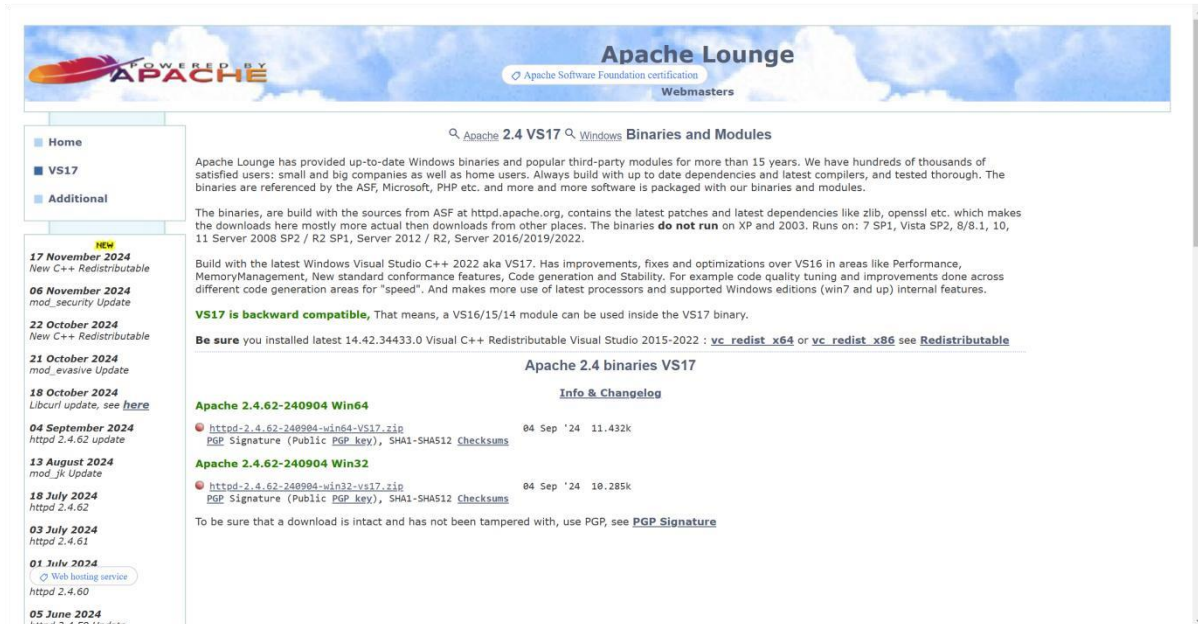 POWERED BY
APACHE
Apache Lounge
Apache Software Foundation certification
Webmasters
Home
VS17
Additional
NEW
17 November 2024
New C++ Redistributable
06 November 2024
mod_security Update
22 October 2024
New C++ Redistributable
21 October 2024
mod_evasive Update
18 October 2024
Libcurl update, see here
04 September 2024
httpd 2.4.62 update
13 August 2024
mod_jk Update
18 July 2024
httpd 2.4.62
03 July 2024
httpd 2.4.61
01 July 2024
Web hosting service
httpd 2.4.60
05 June 2024
Apache 2.4 VS17 Windows Binaries and Modules
Apache Lounge has provided up-to-date Windows binaries and popular third-party modules for more than 15 years. We have hundreds of thousands of
satisfied users: small and big companies as well as home users. Always build with up to date dependencies and latest compilers, and tested thorough. The
binaries are referenced by the ASF, Microsoft, PHP etc. and more and more software is packaged with our binaries and modules.
The binaries, are build with the sources from ASF at httpd.apache.org, contains the latest patches and latest dependencies like zlib, openssl etc. which makes
the downloads here mostly more actual then downloads from other places. The binaries do not run on XP and 2003. Runs on: 7 SP1, Vista SP2, 8/8.1, 10,
11 Server 2008 SP2 / R2 SP1, Server 2012 / R2, Server 2016/2019/2022.
Build with the latest Windows Visual Studio C++ 2022 aka VS17. Has improvements, fixes and optimizations over VS16 in areas like Performance,
MemoryManagement, New standard conformance features, Code generation and Stability. For example code quality tuning and improvements done across
different code generation areas for "speed". And makes more use of latest processors and supported Windows editions (win7 and up) internal features.
VS17 is backward compatible, That means, a VS16/15/14 module can be used inside the VS17 binary.
Be sure you installed latest 14.42.34433.0 Visual C++ Redistributable Visual Studio 2015-2022 : vc_redist_x64 or vc_redist_x86 see Redistributable
Apache 2.4 binaries VS17
Info & Changelog
Apache 2.4.62-240904 Win64
httpd-2.4.62-240904-win64-VS17.zip 04 Sep '24 11.432k
PGP Signature (Public PGP key), SHA1-SHA512 Checksums
Apache 2.4.62-240904 Win32
httpd-2.4.62-240904-win32-vs17.zip 04 Sep '24 10.285k
PGP Signature (Public PGP key), SHA1-SHA512 Checksums
To be sure that a download is intact and has not been tampered with, use PGP, see PGP Signature